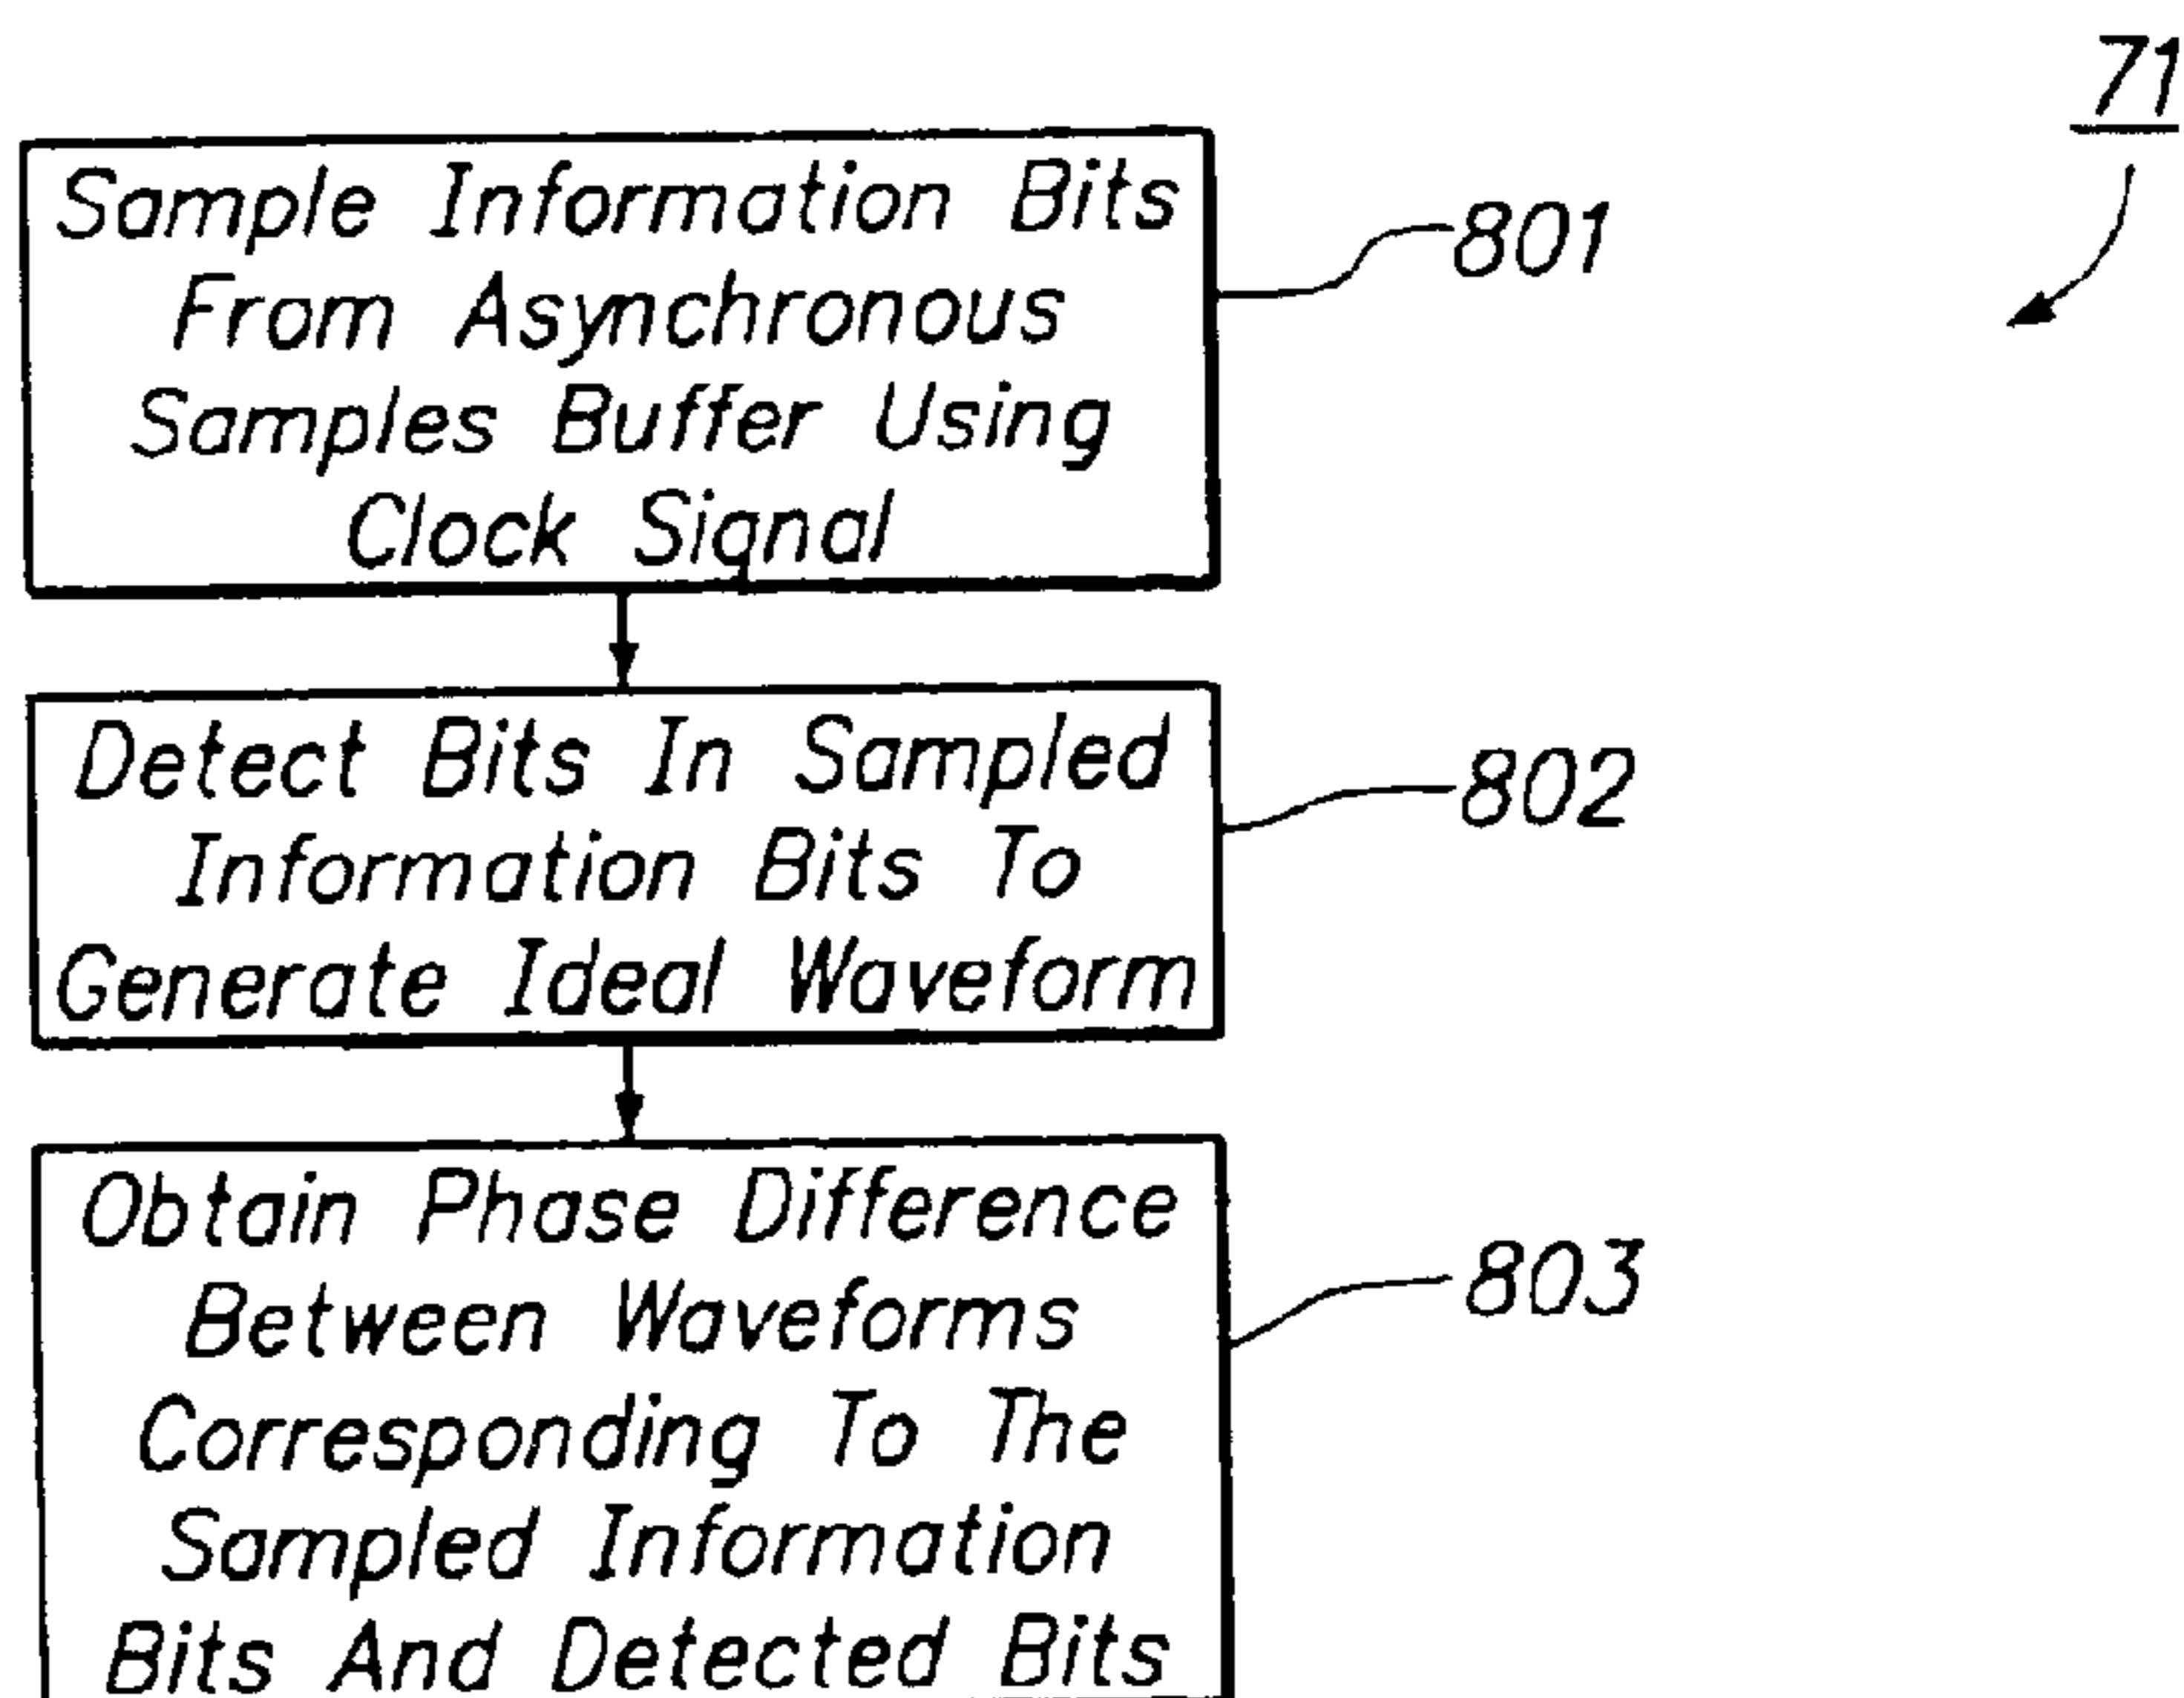 71
Sample Information Bits
From Asynchronous
Samples Buffer Using
Clock Signal
801
Detect Bits In Sampled
Information Bits To
Generate Ideal Waveform
802
Obtain Phase Difference
Between Waveforms
Corresponding To The
Sampled Information
Bits And Detected Bits
803